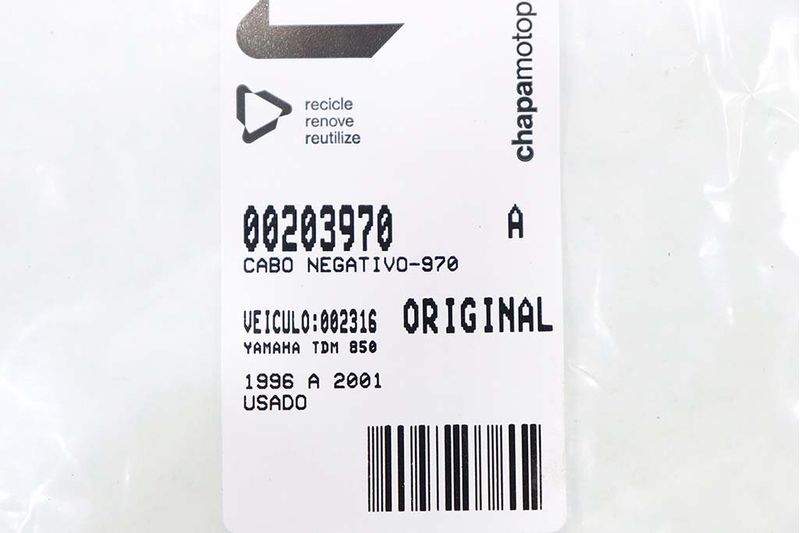 chapamotop
recicle
renove
reutilize
00203970 A
CABO NEGATIVO-970
VEICULO:002316 ORIGINAL
YAMAHA TDM 850
1996 A 2001
USADO